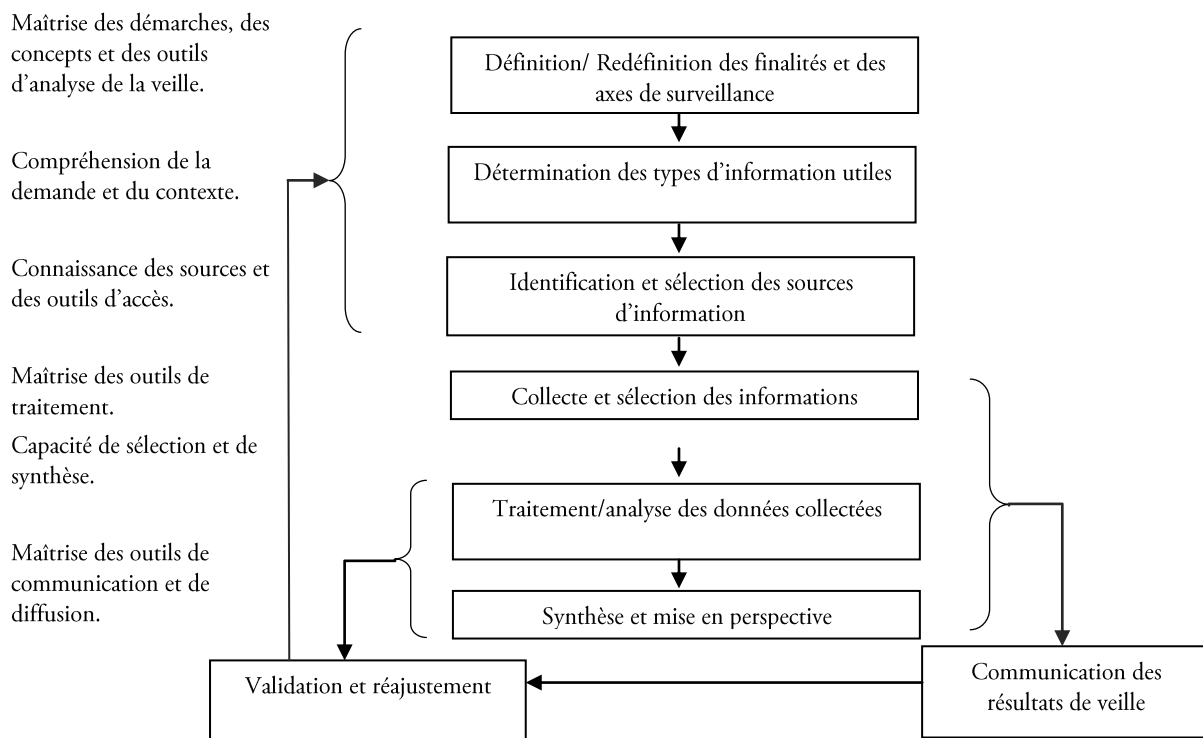 Maîtrise des démarches, des
concepts et des outils
d'analyse de la veille.
Compréhension de la
demande et du contexte.
Connaissance des sources et
des outils d'accès.
Maîtrise des outils de
traitement.
Capacité de sélection et de
synthèse.
Maîtrise des outils de
communication et de
diffusion.
Définition/ Redéfinition des finalités et des
axes de surveillance
Détermination des types d'information utiles
Identification et sélection des sources
d'information
Collecte et sélection des informations
Traitement/analyse des données collectées
Synthèse et mise en perspective
Validation et réajustement
Communication des
résultats de veille